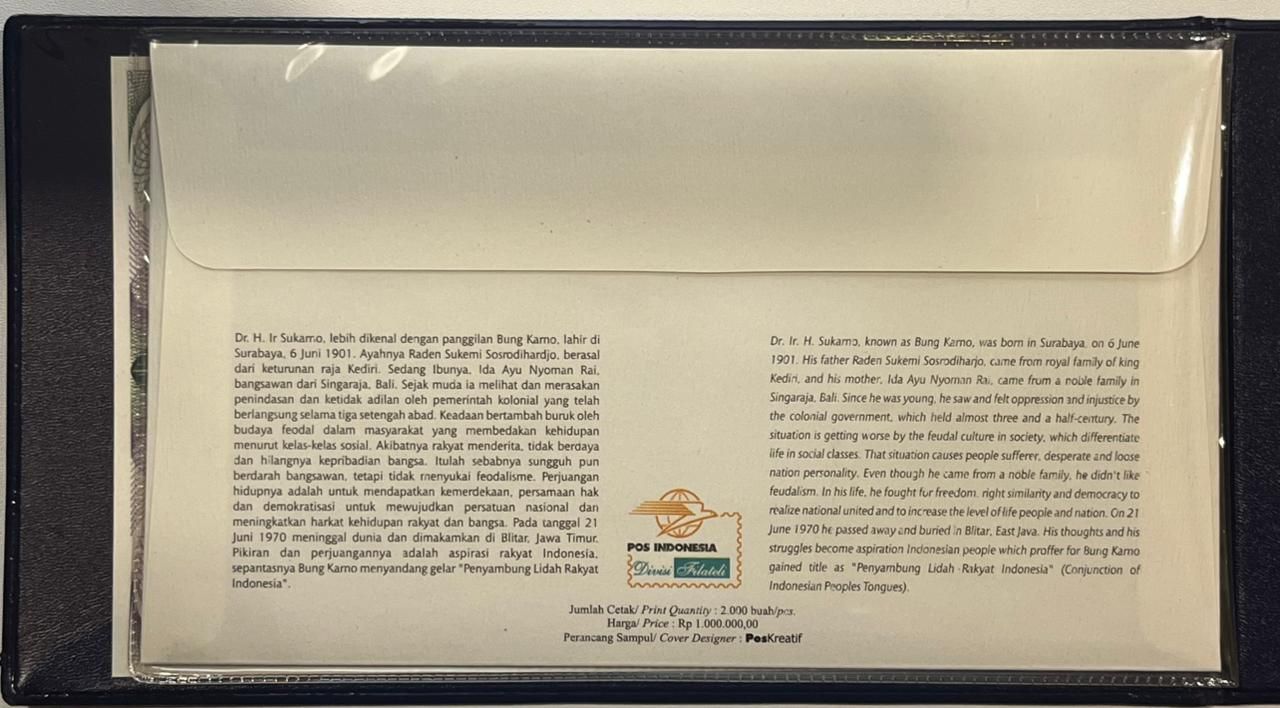 Dr. H. Ir Sukarno, lebih dikenal dengan panggilan Bung Karno, lahir di
Surabaya, 6 Juni 1901. Ayahnya Raden Sukemi Sosrodihardjo, berasal
dari keturunan raja Kediri. Sedang Ibunya, Ida Ayu Nyoman Rai,
bangsawan dari Singaraja, Bali. Sejak muda ia melihat dan merasakan
penindasan dan ketidak adilan oleh pemerintah kolonial yang telah
berlangsung selama tiga setengah abad. Keadaan bertambah buruk oleh
budaya feodal dalam masyarakat yang membedakan kehidupan
menurut kelas-kelas sosial. Akibatnya rakyat menderita, tidak berdaya
dan hilangnya kepribadian bangsa. Itulah sebabnya sungguh pun
berdarah bangsawan, tetapi tidak menyukai feodalisme. Perjuangan
hidupnya adalah untuk mendapatkan kemerdekaan, persamaan hak
dan demokratisasi untuk mewujudkan persatuan nasional dan
meningkatkan harkat kehidupan rakyat dan bangsa. Pada tanggal 21
Juni 1970 meninggal dunia dan dimakamkan di Blitar, Jawa Timur.
Pikiran dan perjuangannya adalah aspirasi rakyat Indonesia,
sepantasnya Bung Karno menyandang gelar "Penyambung Lidah Rakyat
Indonesia".
Dr. Ir. H. Sukarno, known as Bung Karno, was born in Surabaya, on 6 June
1901. His father Raden Sukemi Sosrodiharjo, came from royal family of king
Kediri, and his mother, Ida Ayu Nyoman Rai, came from a noble family in
Singaraja, Bali. Since he was young, he saw and felt oppression and injustice by
the colonial government, which held almost three and a half-century. The
situation is getting worse by the feudal culture in society, which differentiate
life in social classes. That situation causes people sufferer, desperate and loose
nation personality. Even though he came from a noble family, he didn't like
feudalism. In his life, he fought for freedom, right similarity and democracy to
realize national united and to increase the level of life people and nation. On 21
June 1970 he passed away and buried in Blitar, East Java. His thoughts and his
struggles become aspiration Indonesian people which proffer for Bung Karno
gained title as "Penyambung Lidah Rakyat Indonesia" (Conjunction of
Indonesian Peoples Tongues).
POS INDONESIA
Divisi Filateli
Jumlah Cetak/ Print Quantity : 2.000 buah/pcs.
Harga/ Price : Rp 1.000.000,00
Perancang Sampul/ Cover Designer : PosKreatif